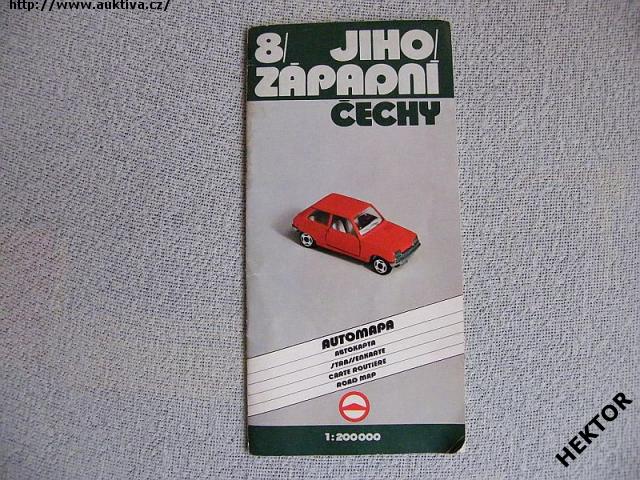 http://www.auktiva.cz/
8/ JIHO/
ZÁPADNÍ
ČECHY
AUTOMAPA
АВТОКАРТА
STRASSENKARTE
CARTE ROUTIERE
ROAD MAP
1:200000
HEKTOR